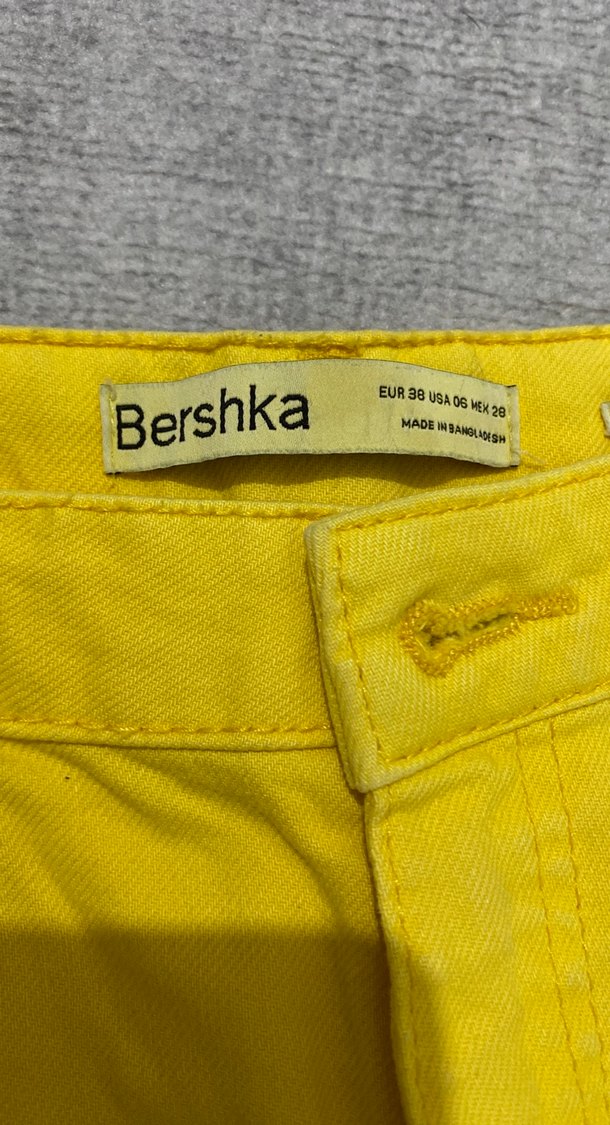 Bershka
EUR 38 USA 06 MEX 28
MADE IN BANGLADESH